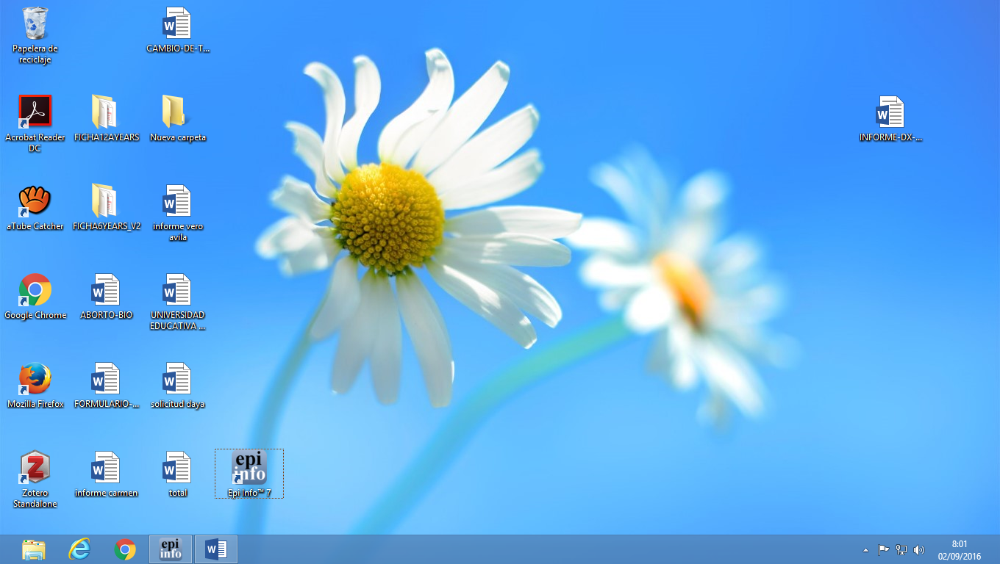 Papelera de
reciclaje
CAMBIO-DE-T...
Acrobat Reader
DC
FICHA12AYEARS
Nueva carpeta
INFORME-DX-...
aTube Catcher
FICHA6YEARS_V2
informe vero
avila
Google Chrome
ABORTO-BIO
UNIVERSIDAD
EDUCATIVA ...
Mozilla Firefox
FORMULARIO-...
solicitud daya
epi
info
Zotero
Standalone
informe carmen
total
Epi Info™ 7
epi
info
8:01
02/09/2016